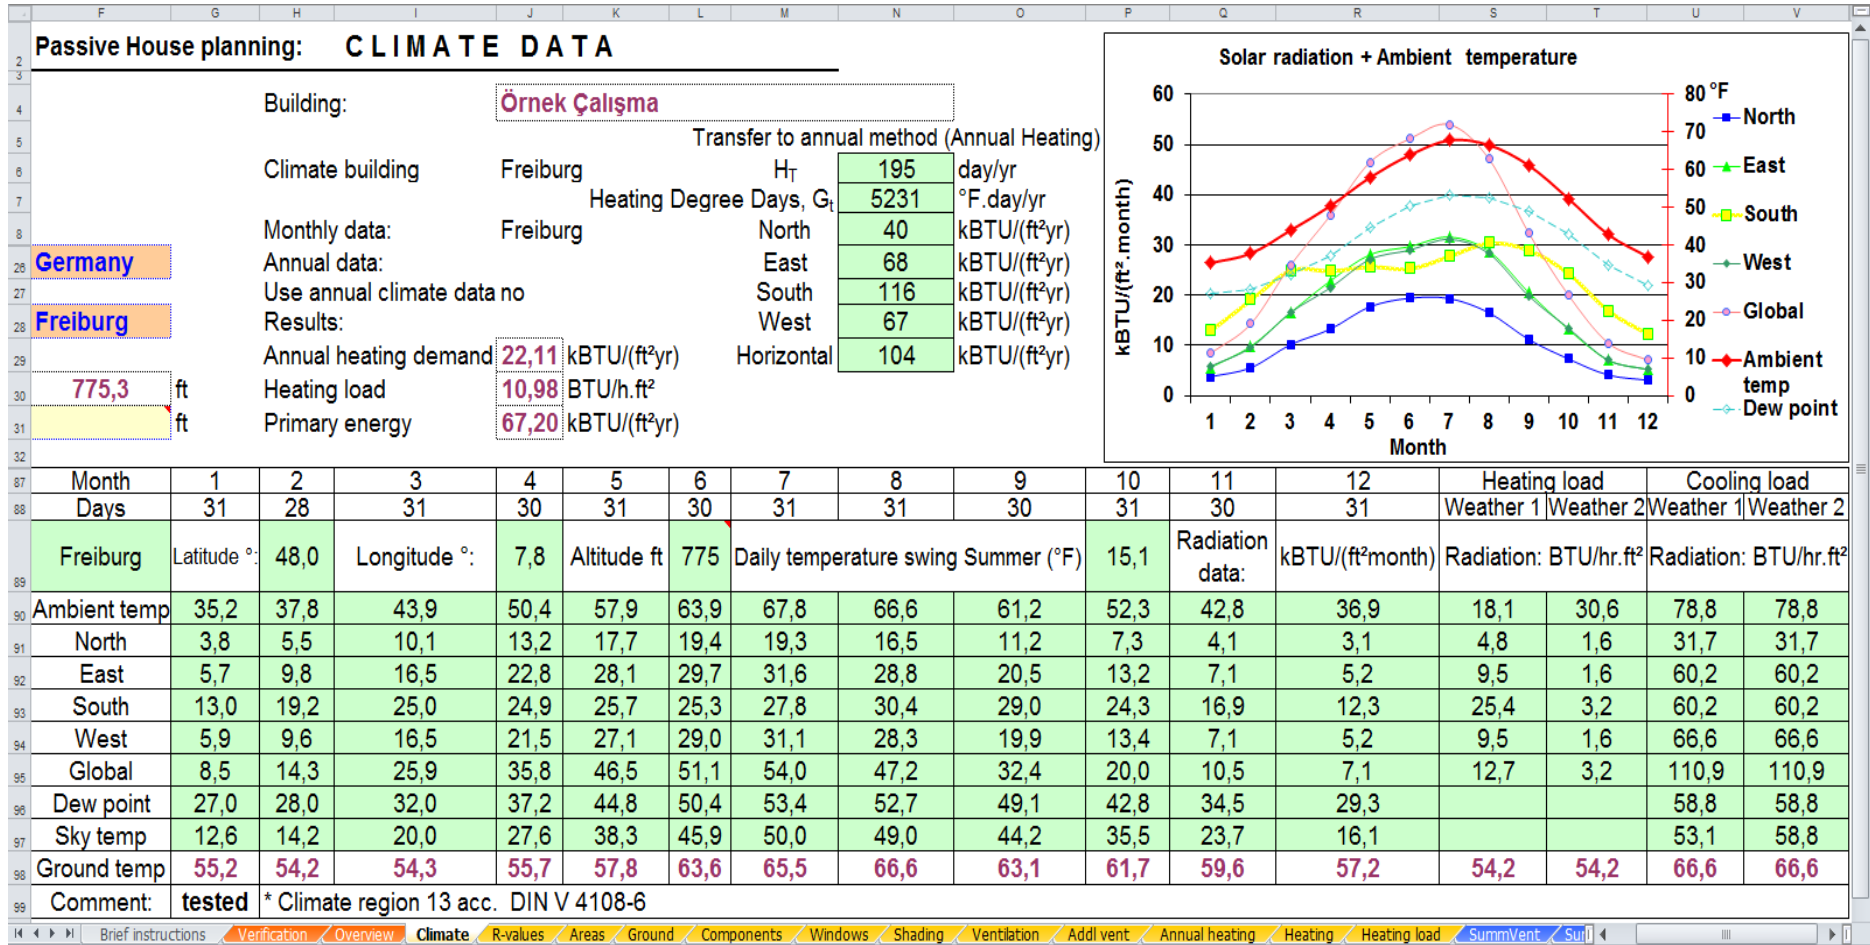 F G H I J K L M N O P Q R S T U V
2 Passive House planning: CLIMATE DATA
3
4 Building: Örnek Çalışma
5 Transfer to annual method (Annual Heating)
6 Climate building Freiburg HT 195 day/yr
7 Heating Degree Days, Gt 5231 °F.day/yr
8 Monthly data: Freiburg North 40 kBTU/(ft²yr)
26 Germany Annual data: East 68 kBTU/(ft²yr)
27 Use annual climate data no South 116 kBTU/(ft²yr)
28 Freiburg Results: West 67 kBTU/(ft²yr)
29 Annual heating demand 22,11 kBTU/(ft²yr) Horizontal 104 kBTU/(ft²yr)
30 775,3 ft Heating load 10,98 BTU/h.ft²
31 ft Primary energy 67,20 kBTU/(ft²yr)
32
Solar radiation + Ambient temperature
60 50 40 30 20 10 0
kBTU/(ft².month)
80 °F
70 60 50 40 30 20 10 0
1 2 3 4 5 6 7 8 9 10 11 12
Month
North
East
South
West
Global
Ambient
temp
Dew point
87 Month 1 2 3 4 5 6 7 8 9 10 11 12 Heating load Cooling load
88 Days 31 28 31 30 31 30 31 31 30 31 30 31 Weather 1 Weather 2 Weather 1 Weather 2
89 Freiburg Latitude °: 48,0 Longitude °: 7,8 Altitude ft 775 Daily temperature swing Summer (°F) 15,1 Radiation data: kBTU/(ft²month) Radiation: BTU/hr.ft² Radiation: BTU/hr.ft²
90 Ambient temp 35,2 37,8 43,9 50,4 57,9 63,9 67,8 66,6 61,2 52,3 42,8 36,9 18,1 30,6 78,8 78,8
91 North 3,8 5,5 10,1 13,2 17,7 19,4 19,3 16,5 11,2 7,3 4,1 3,1 4,8 1,6 31,7 31,7
92 East 5,7 9,8 16,5 22,8 28,1 29,7 31,6 28,8 20,5 13,2 7,1 5,2 9,5 1,6 60,2 60,2
93 South 13,0 19,2 25,0 24,9 25,7 25,3 27,8 30,4 29,0 24,3 16,9 12,3 25,4 3,2 60,2 60,2
94 West 5,9 9,6 16,5 21,5 27,1 29,0 31,1 28,3 19,9 13,4 7,1 5,2 9,5 1,6 66,6 66,6
95 Global 8,5 14,3 25,9 35,8 46,5 51,1 54,0 47,2 32,4 20,0 10,5 7,1 12,7 3,2 110,9 110,9
96 Dew point 27,0 28,0 32,0 37,2 44,8 50,4 53,4 52,7 49,1 42,8 34,5 29,3 58,8 58,8
97 Sky temp 12,6 14,2 20,0 27,6 38,3 45,9 50,0 49,0 44,2 35,5 23,7 16,1 53,1 58,8
98 Ground temp 55,2 54,2 54,3 55,7 57,8 63,6 65,5 66,6 63,1 61,7 59,6 57,2 54,2 54,2 66,6 66,6
99 Comment: tested * Climate region 13 acc. DIN V 4108-6
Brief instructions Verification Overview Climate R-values Areas Ground Components Windows Shading Ventilation Addl vent Annual heating Heating Heating load SummVent